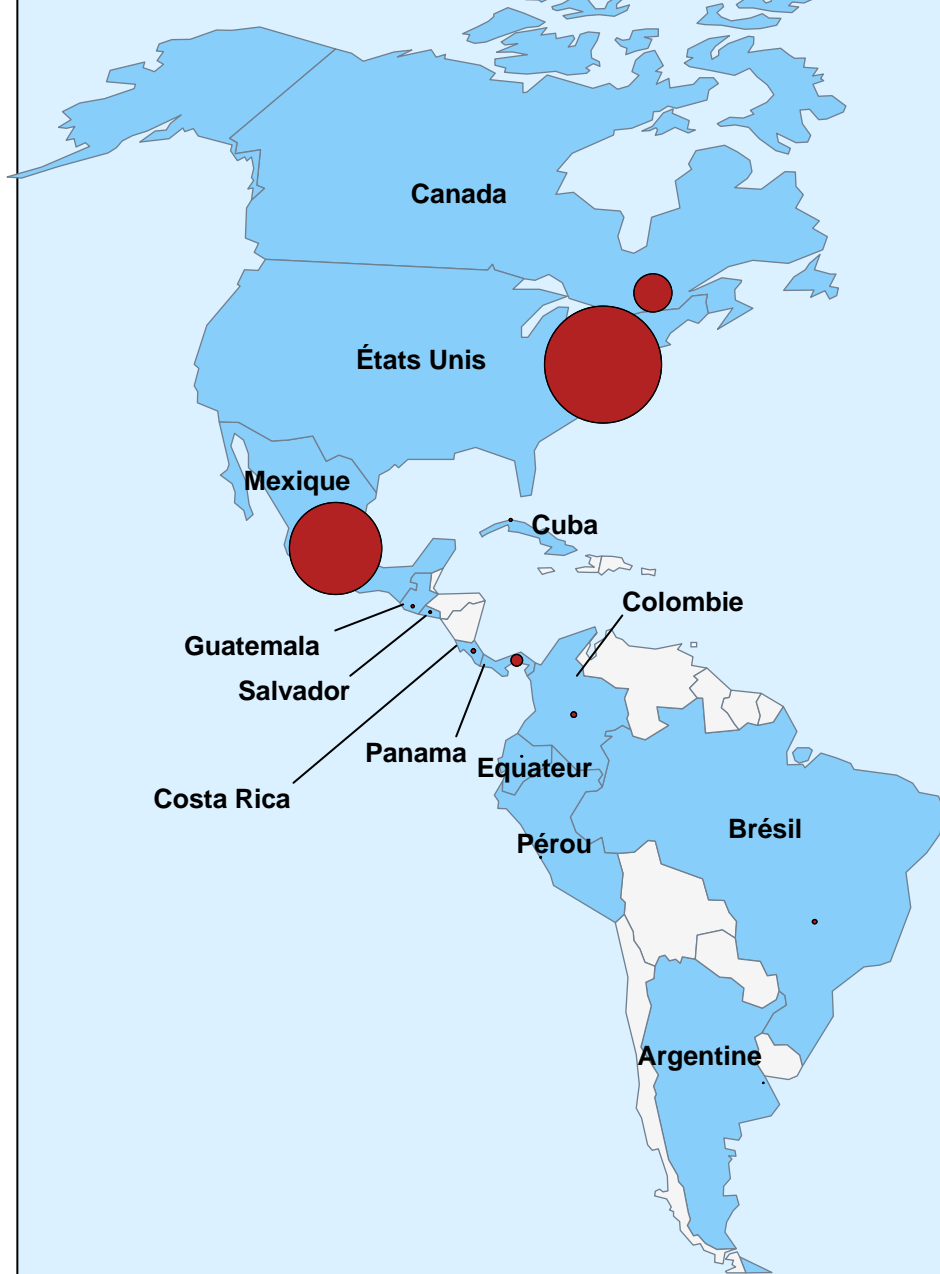 Canada
États Unis
Mexique
Cuba
Colombie
Guatemala
Salvador
Panama
Equateur
Costa Rica
Brésil
Pérou
Argentine